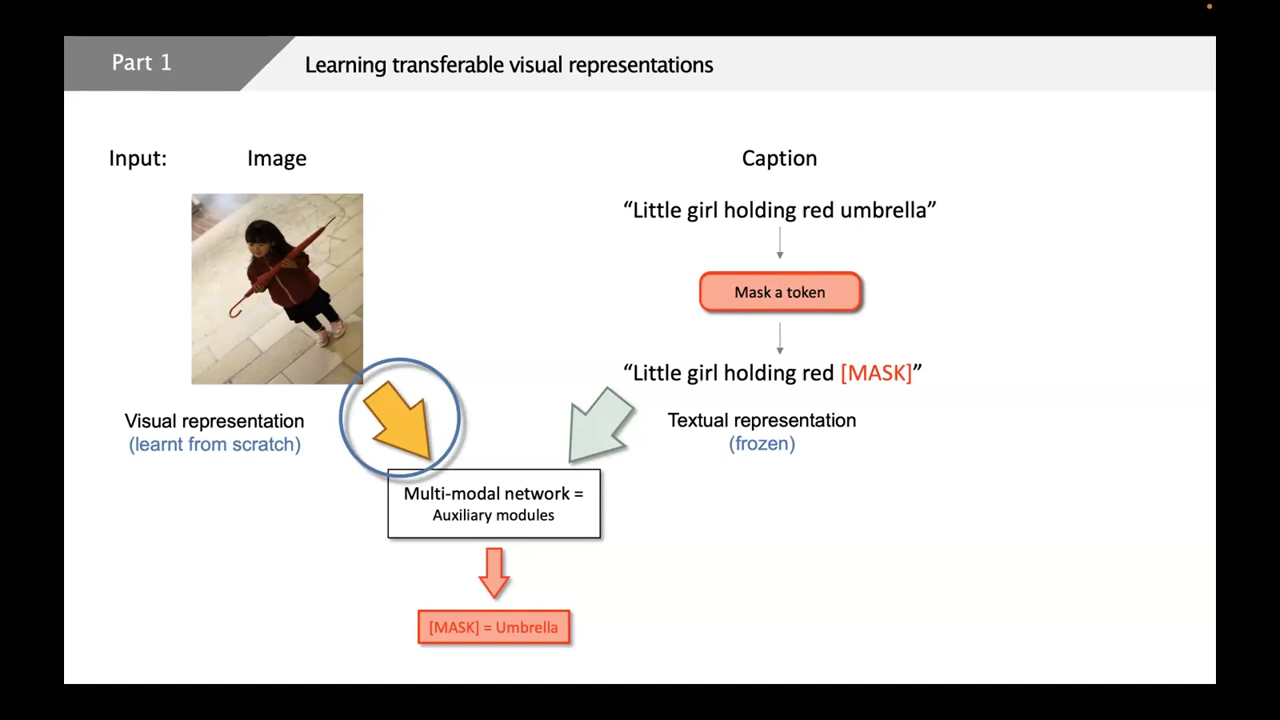 Part 1
Learning transferable visual representations
Input:
Image
Caption
“Little girl holding red umbrella”
Mask a token
“Little girl holding red [MASK]”
Visual representation
(learnt from scratch)
Textual representation
(frozen)
Multi-modal network =
Auxiliary modules
[MASK] = Umbrella